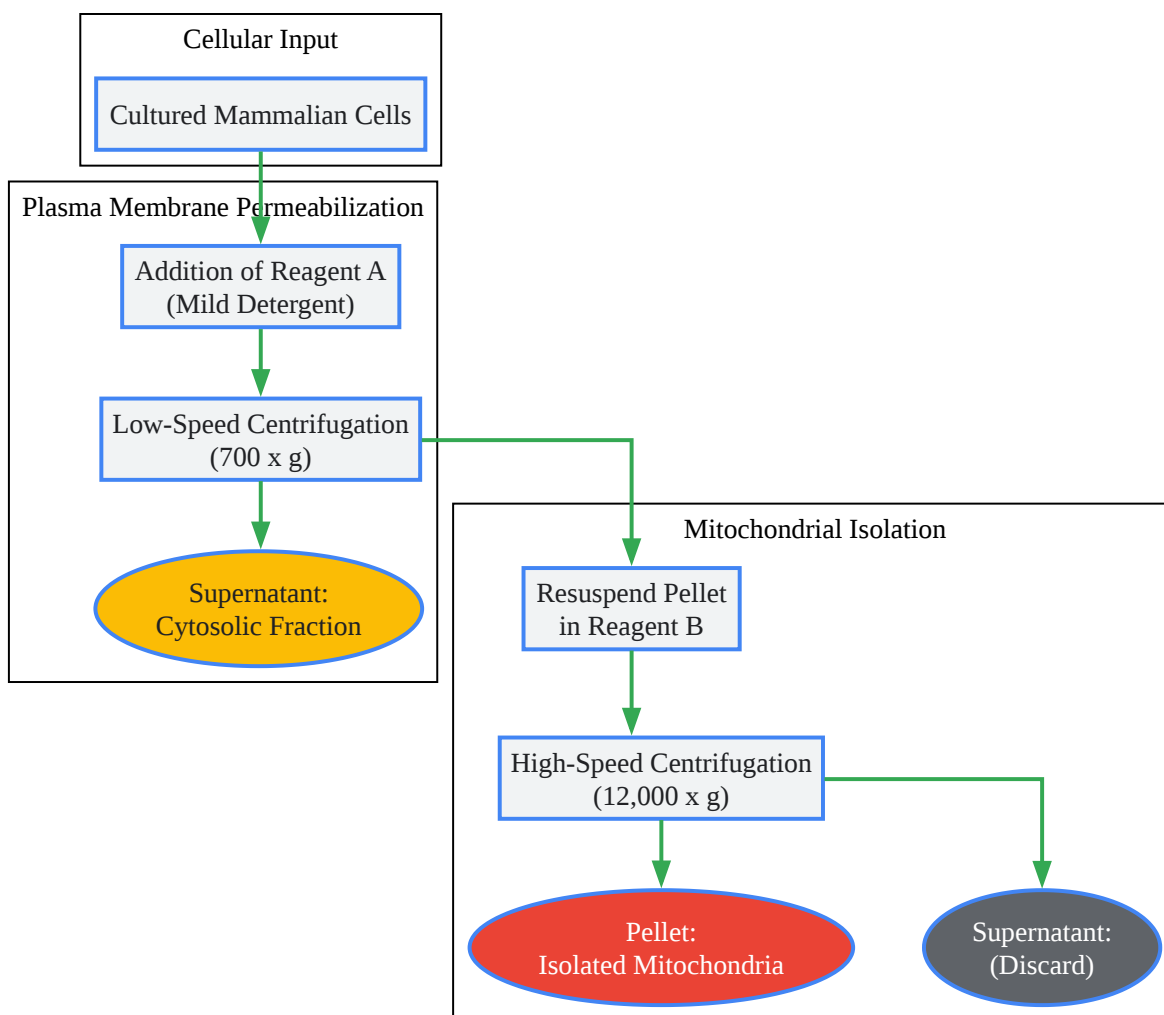 Cellular Input
Cultured Mammalian Cells
Plasma Membrane Permeabilization
Addition of Reagent A
(Mild Detergent)
Low-Speed Centrifugation
(700 x g)
Supernatant:
Cytosolic Fraction
Mitochondrial Isolation
Resuspend Pellet
in Reagent B
High-Speed Centrifugation
(12,000 x g)
Pellet:
Isolated Mitochondria
Supernatant:
(Discard)